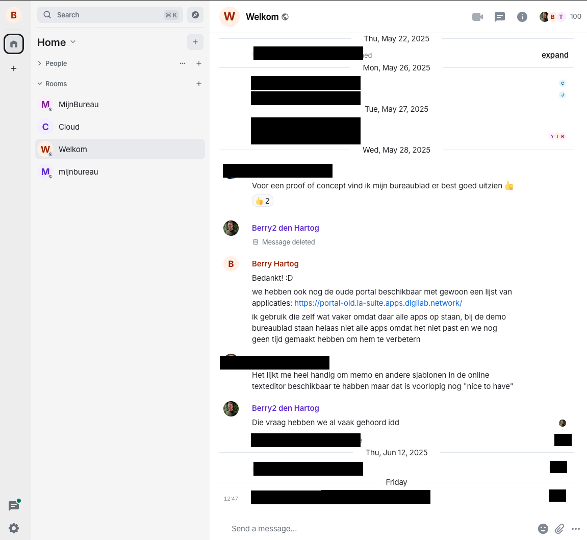 B
Search
⌘ K
Home
People
Rooms
M MijnBureau
C Cloud
W Welkom
M mijnbureau
W Welkom
B T 100
Thu, May 22, 2025
expand
Mon, May 26, 2025
Tue, May 27, 2025
Wed, May 28, 2025
Voor een proof of concept vind ik mijn bureaublad er best goed uitzien 👍
👍 2
Berry2 den Hartog
Message deleted
B Berry Hartog
Bedankt! :D
we hebben ook nog de oude portal beschikbaar met gewoon een lijst van
applicaties: https://portal-old.la-suite.apps.digilab.network/
ik gebruik die zelf wat vaker omdat daar alle apps op staan, bij de demo
bureaublad staan helaas niet alle apps omdat het niet past en we nog
geen tijd gemaakt hebben om hem te verbetern
Het lijkt me heel handig om memo en andere sjablonen in de online
texteditor beschikbaar te habben maar dat is voorlopig nog "nice to have"
Berry2 den Hartog
Die vraag hebben we al vaak gehoord idd
Thu, Jun 12, 2025
Friday
12:47
Send a message...